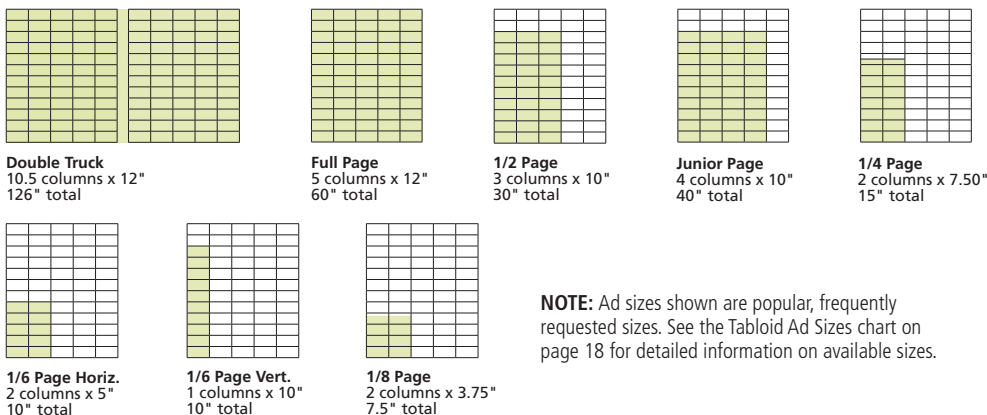 Double Truck
10.5 columns x 12"
126" total
Full Page
5 columns x 12"
60" total
1/2 Page
3 columns x 10"
30" total
Junior Page
4 columns x 10"
40" total
1/4 Page
2 columns x 7.50"
15" total
1/6 Page Horiz.
2 columns x 5"
10" total
1/6 Page Vert.
1 columns x 10"
10" total
1/8 Page
2 columns x 3.75"
7.5" total
NOTE: Ad sizes shown are popular, frequently
requested sizes. See the Tabloid Ad Sizes chart on
page 18 for detailed information on available sizes.